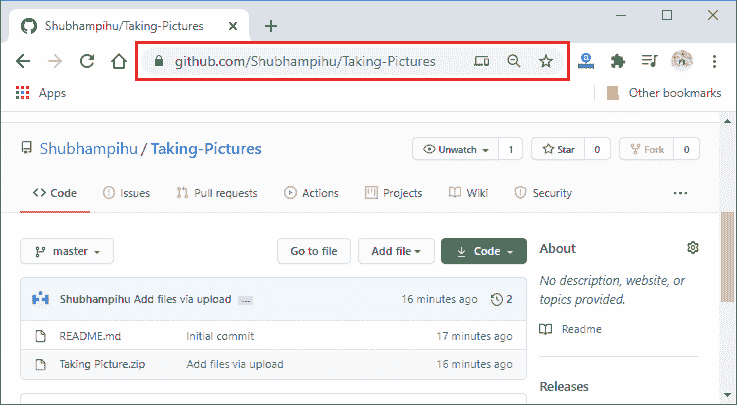 Shubhampihu/Taking-Pictures
github.com/Shubhampihu/Taking-Pictures
Apps Other bookmarks
Shubhampihu / Taking-Pictures Unwatch 1 Star 0 Fork 0
Code Issues Pull requests Actions Projects Wiki Security ...
master Go to file Add file Code About
No description, website, or
topics provided.
Shubhampihu Add files via upload ... 16 minutes ago 2
Readme
README.md Initial commit 17 minutes ago
Taking Picture.zip Add files via upload 16 minutes ago
Releases